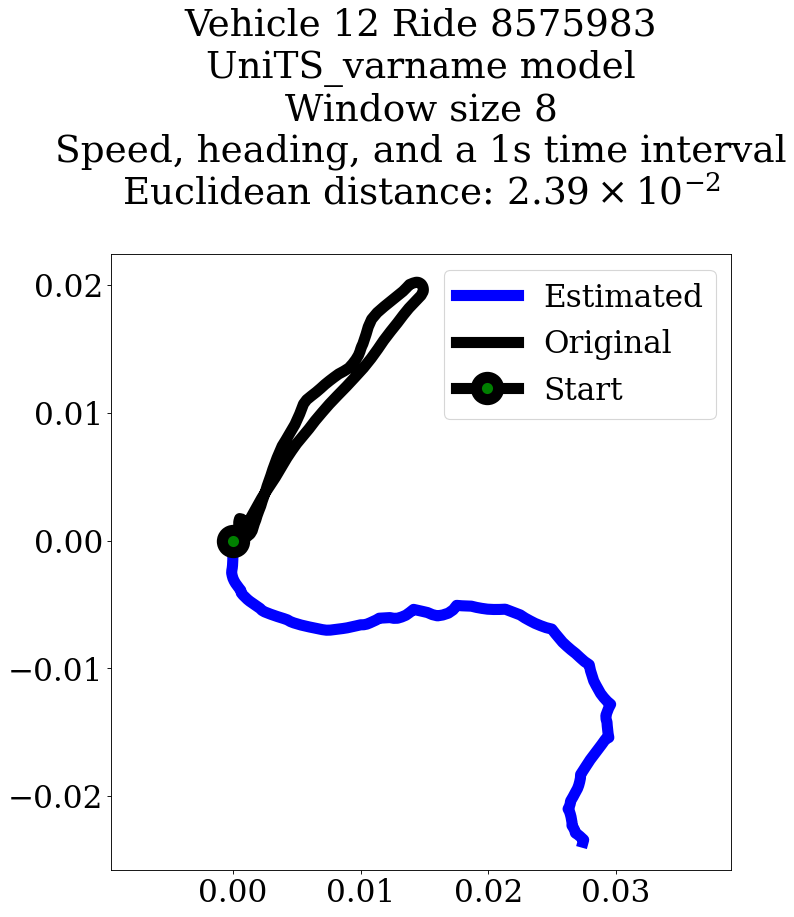 Vehicle 12 Ride 8575983
UniTS_varname model
Window size 8
Speed, heading, and a 1s time interval
Euclidean distance: 2.39 × 10⁻²
0.02
0.01
0.00
−0.01
−0.02
Estimated
Original
Start
0.00 0.01 0.02 0.03